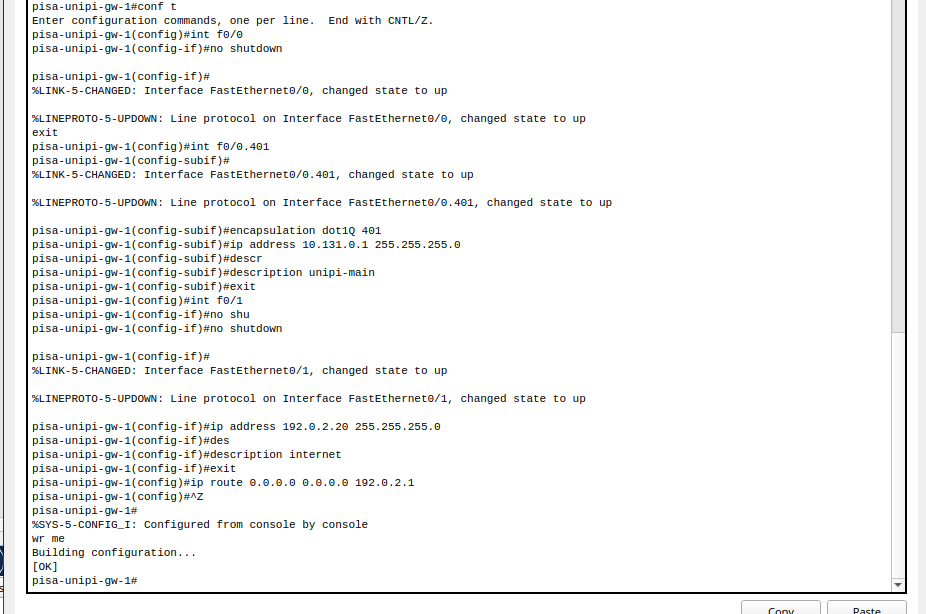 pisa-unipi-gw-1#conf t
Enter configuration commands, one per line.  End with CNTL/Z.
pisa-unipi-gw-1(config)#int f0/0
pisa-unipi-gw-1(config-if)#no shutdown
pisa-unipi-gw-1(config-if)#
%LINK-5-CHANGED: Interface FastEthernet0/0, changed state to up
%LINEPROTO-5-UPDOWN: Line protocol on Interface FastEthernet0/0, changed state to up
exit
pisa-unipi-gw-1(config)#int f0/0.401
pisa-unipi-gw-1(config-subif)#
%LINK-5-CHANGED: Interface FastEthernet0/0.401, changed state to up
%LINEPROTO-5-UPDOWN: Line protocol on Interface FastEthernet0/0.401, changed state to up
pisa-unipi-gw-1(config-subif)#encapsulation dot1Q 401
pisa-unipi-gw-1(config-subif)#ip address 10.131.0.1 255.255.255.0
pisa-unipi-gw-1(config-subif)#descr
pisa-unipi-gw-1(config-subif)#description unipi-main
pisa-unipi-gw-1(config-subif)#exit
pisa-unipi-gw-1(config)#int f0/1
pisa-unipi-gw-1(config-if)#no shu
pisa-unipi-gw-1(config-if)#no shutdown
pisa-unipi-gw-1(config-if)#
%LINK-5-CHANGED: Interface FastEthernet0/1, changed state to up
%LINEPROTO-5-UPDOWN: Line protocol on Interface FastEthernet0/1, changed state to up
pisa-unipi-gw-1(config-if)#ip address 192.0.2.20 255.255.255.0
pisa-unipi-gw-1(config-if)#des
pisa-unipi-gw-1(config-if)#description internet
pisa-unipi-gw-1(config-if)#exit
pisa-unipi-gw-1(config)#ip route 0.0.0.0 0.0.0.0 192.0.2.1
pisa-unipi-gw-1(config)#^Z
pisa-unipi-gw-1#
%SYS-5-CONFIG_I: Configured from console by console
wr me
Building configuration...
[OK]
pisa-unipi-gw-1#
Copy
Paste